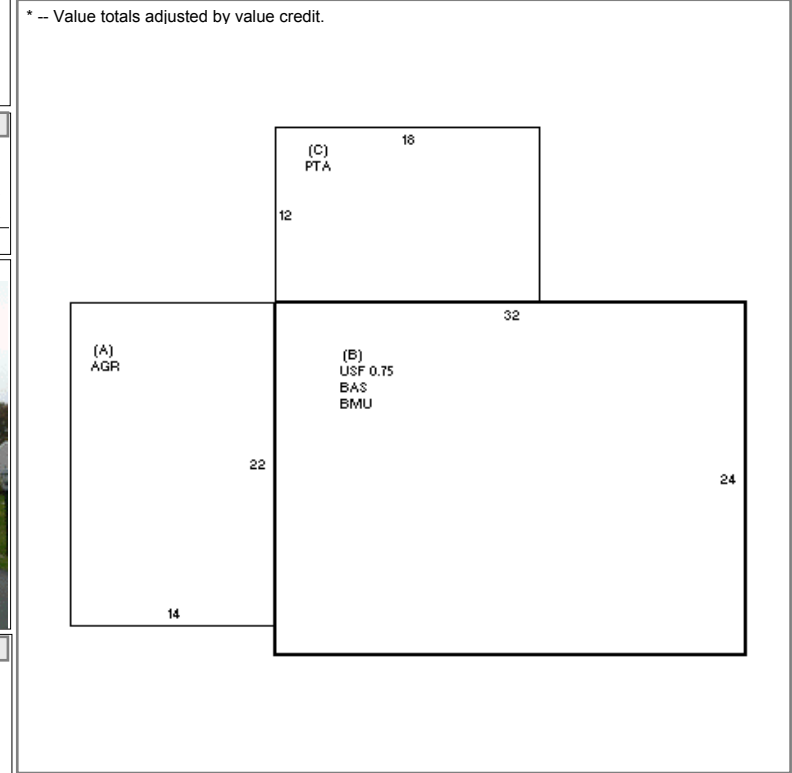 * -- Value totals adjusted by value credit.
18
(C)
PTA
12
32
(A)
AGR
(B)
USF 0.75
BAS
BMU
22
24
14